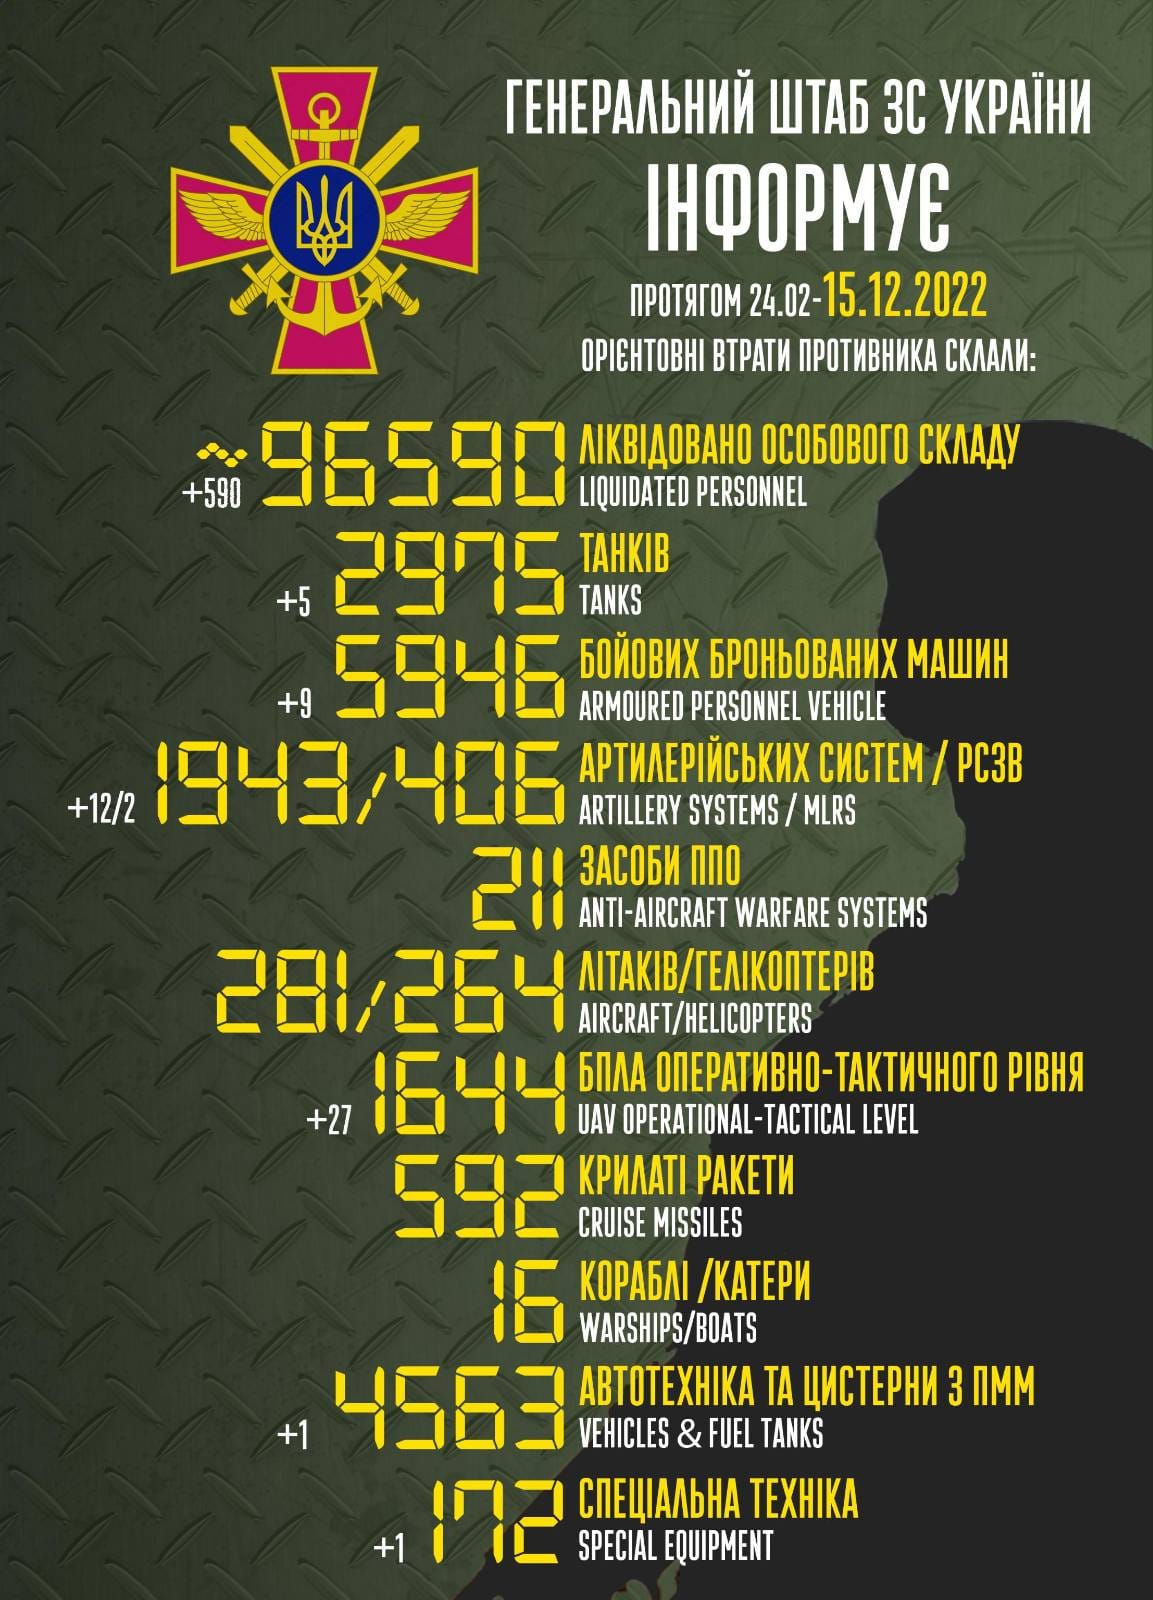 ГЕНЕРАЛЬНИЙ ШТАБ ЗС УКРАЇНИ
ІНФОРМУЄ
ПРОТЯГОМ 24.02-15.12.2022
ОРІЄНТОВНІ ВТРАТИ ПРОТИВНИКА СКЛАЛИ:
+590 ~96590 ЛІКВІДОВАНО ОСОБОВОГО СКЛАДУ
LIQUIDATED PERSONNEL
+5 2975 ТАНКІВ
TANKS
+9 5946 БОЙОВИХ БРОНЬОВАНИХ МАШИН
ARMOURED PERSONNEL VEHICLE
+12/2 1943/406 АРТИЛЕРІЙСЬКИХ СИСТЕМ / РСЗВ
ARTILLERY SYSTEMS / MLRS
211 ЗАСОБИ ППО
ANTI-AIRCRAFT WARFARE SYSTEMS
281/264 ЛІТАКІВ/ГЕЛІКОПТЕРІВ
AIRCRAFT/HELICOPTERS
+27 1644 БПЛА ОПЕРАТИВНО-ТАКТИЧНОГО РІВНЯ
UAV OPERATIONAL-TACTICAL LEVEL
592 КРИЛАТІ РАКЕТИ
CRUISE MISSILES
16 КОРАБЛІ /КАТЕРИ
WARSHIPS/BOATS
+1 4563 АВТОТЕХНІКА ТА ЦИСТЕРНИ З ПММ
VEHICLES & FUEL TANKS
+1 172 СПЕЦІАЛЬНА ТЕХНІКА
SPECIAL EQUIPMENT